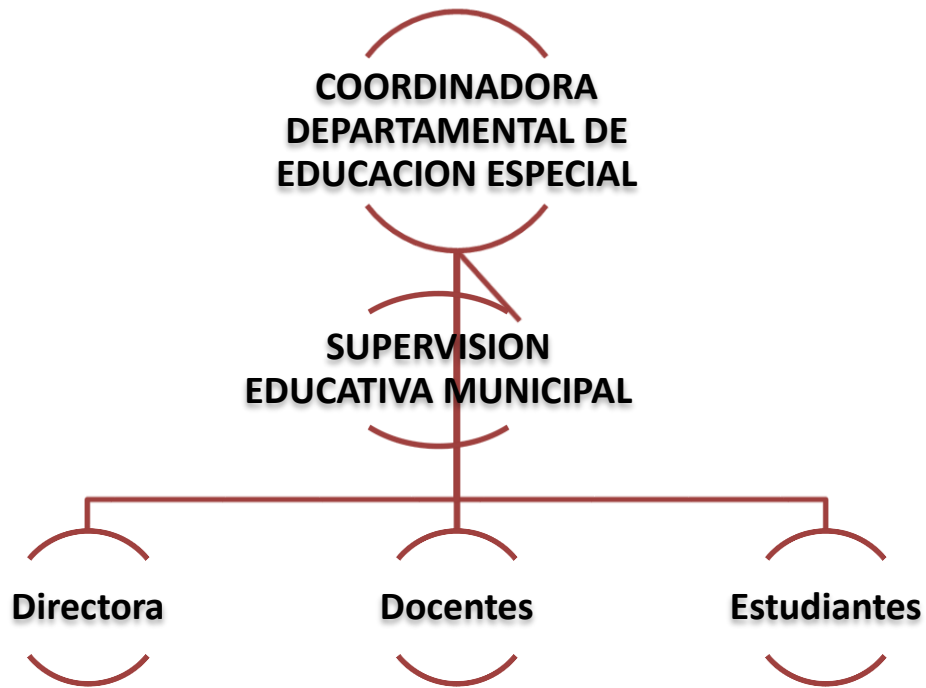 COORDINADORA
DEPARTAMENTAL DE
EDUCACION ESPECIAL
SUPERVISION
EDUCATIVA MUNICIPAL
Directora
Docentes
Estudiantes